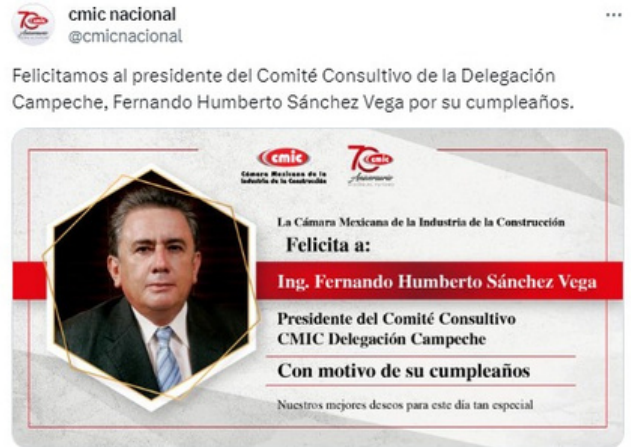 cmic nacional
@cmicnacional
Felicitamos al presidente del Comité Consultivo de la Delegación
Campeche, Fernando Humberto Sánchez Vega por su cumpleaños.
cmic
Cámara Mexicana de la
Industria de la Construcción
70 cmic
Aniversario
La Cámara Mexicana de la Industria de la Construcción
Felicita a:
Ing. Fernando Humberto Sánchez Vega
Presidente del Comité Consultivo
CMIC Delegación Campeche
Con motivo de su cumpleaños
Nuestros mejores deseos para este día tan especial